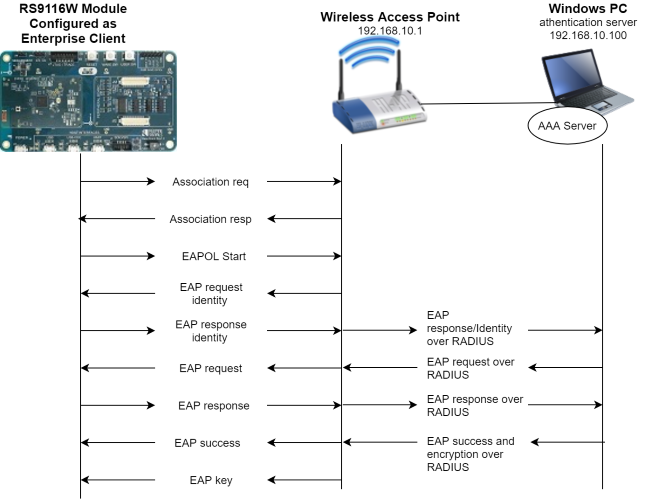 RS9116W Module
Configured as
Enterprise Client
Wireless Access Point
192.168.10.1
Windows PC
athentication server
192.168.10.100
AAA Server
Association req
Association resp
EAPOL Start
EAP request
identity
EAP response
identity
EAP
response/Identity
over RADIUS
EAP request
EAP request over
RADIUS
EAP response
EAP response over
RADIUS
EAP success
EAP success and
encryption over
RADIUS
EAP key